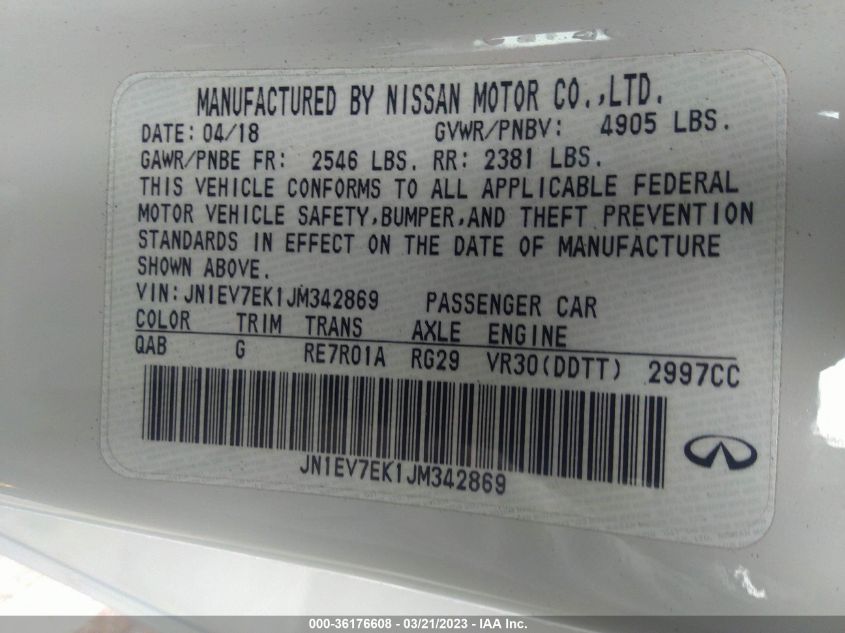 MANUFACTURED BY NISSAN MOTOR CO.,LTD.
DATE: 04/18 GVWR/PNBV: 4905 LBS.
GAWR/PNBE FR: 2546 LBS. RR: 2381 LBS.
THIS VEHICLE CONFORMS TO ALL APPLICABLE FEDERAL
MOTOR VEHICLE SAFETY,BUMPER,AND THEFT PREVENTION
STANDARDS IN EFFECT ON THE DATE OF MANUFACTURE
SHOWN ABOVE.
VIN:JN1EV7EK1JM342869 PASSENGER CAR
COLOR TRIM TRANS AXLE ENGINE
QAB G RE7R01A RG29 VR30(DDTT) 2997CC
JN1EV7EK1JM342869
000-36176608 - 03/21/2023 - IAA Inc.